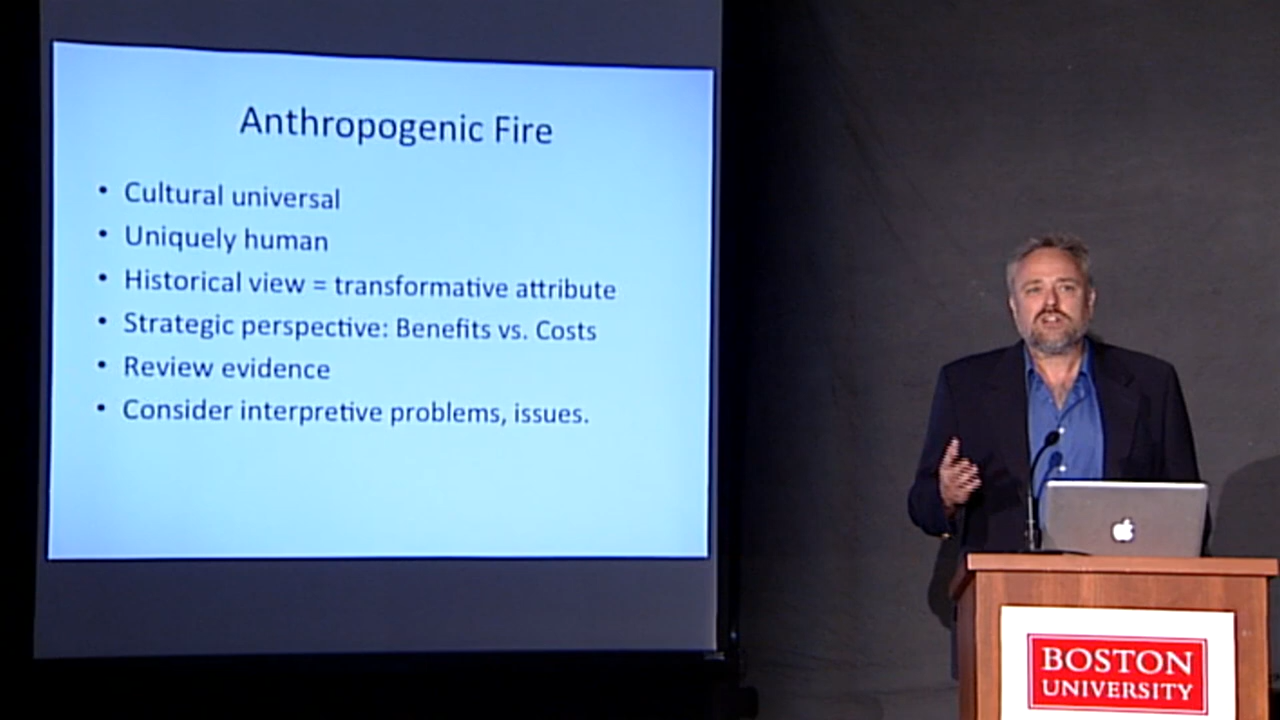 Anthropogenic Fire
• Cultural universal
• Uniquely human
• Historical view = transformative attribute
• Strategic perspective: Benefits vs. Costs
• Review evidence
• Consider interpretive problems, issues.
BOSTON
UNIVERSITY